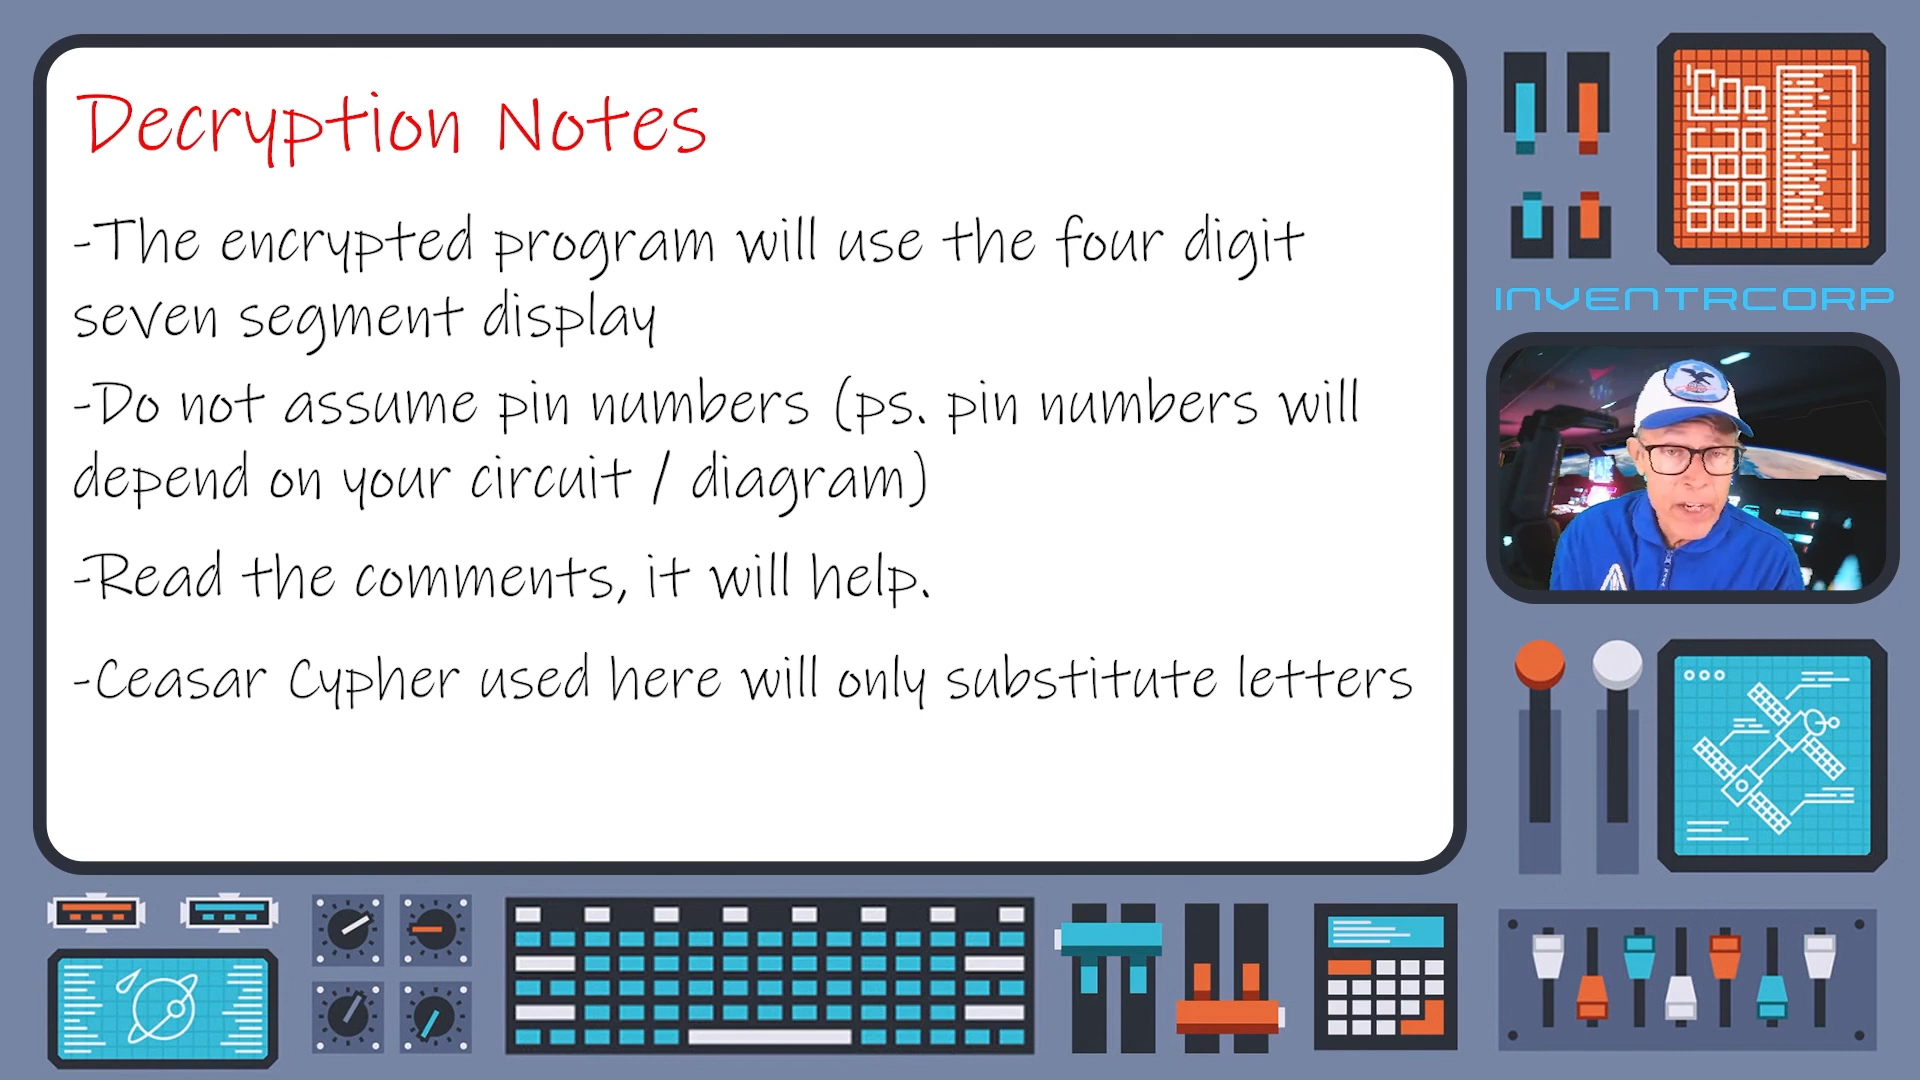 Decryption Notes
-The encrypted program will use the four digit
seven segment display
-Do not assume pin numbers (ps. pin numbers will
depend on your circuit / diagram)
-Read the comments, it will help.
-Ceasar Cypher used here will only substitute letters
INVENTRCORP